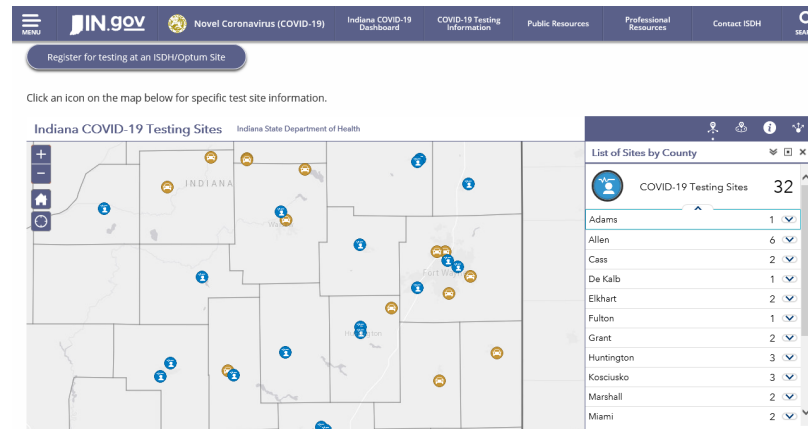 MENU
IN.gov
Novel Coronavirus (COVID-19)
Indiana COVID-19
Dashboard
COVID-19 Testing
Information
Public Resources
Professional
Resources
Contact ISDH
Register for testing at an ISDH/Optum Site
Click an icon on the map below for specific test site information.
Indiana COVID-19 Testing Sites
Indiana State Department of Health
+
−
INDIANA
Fort
List of Sites by County
COVID-19 Testing Sites
32
Adams 1
Allen 6
Cass 2
De Kalb 1
Elkhart 2
Fulton 1
Grant 2
Huntington 3
Kosciusko 3
Marshall 2
Miami 2